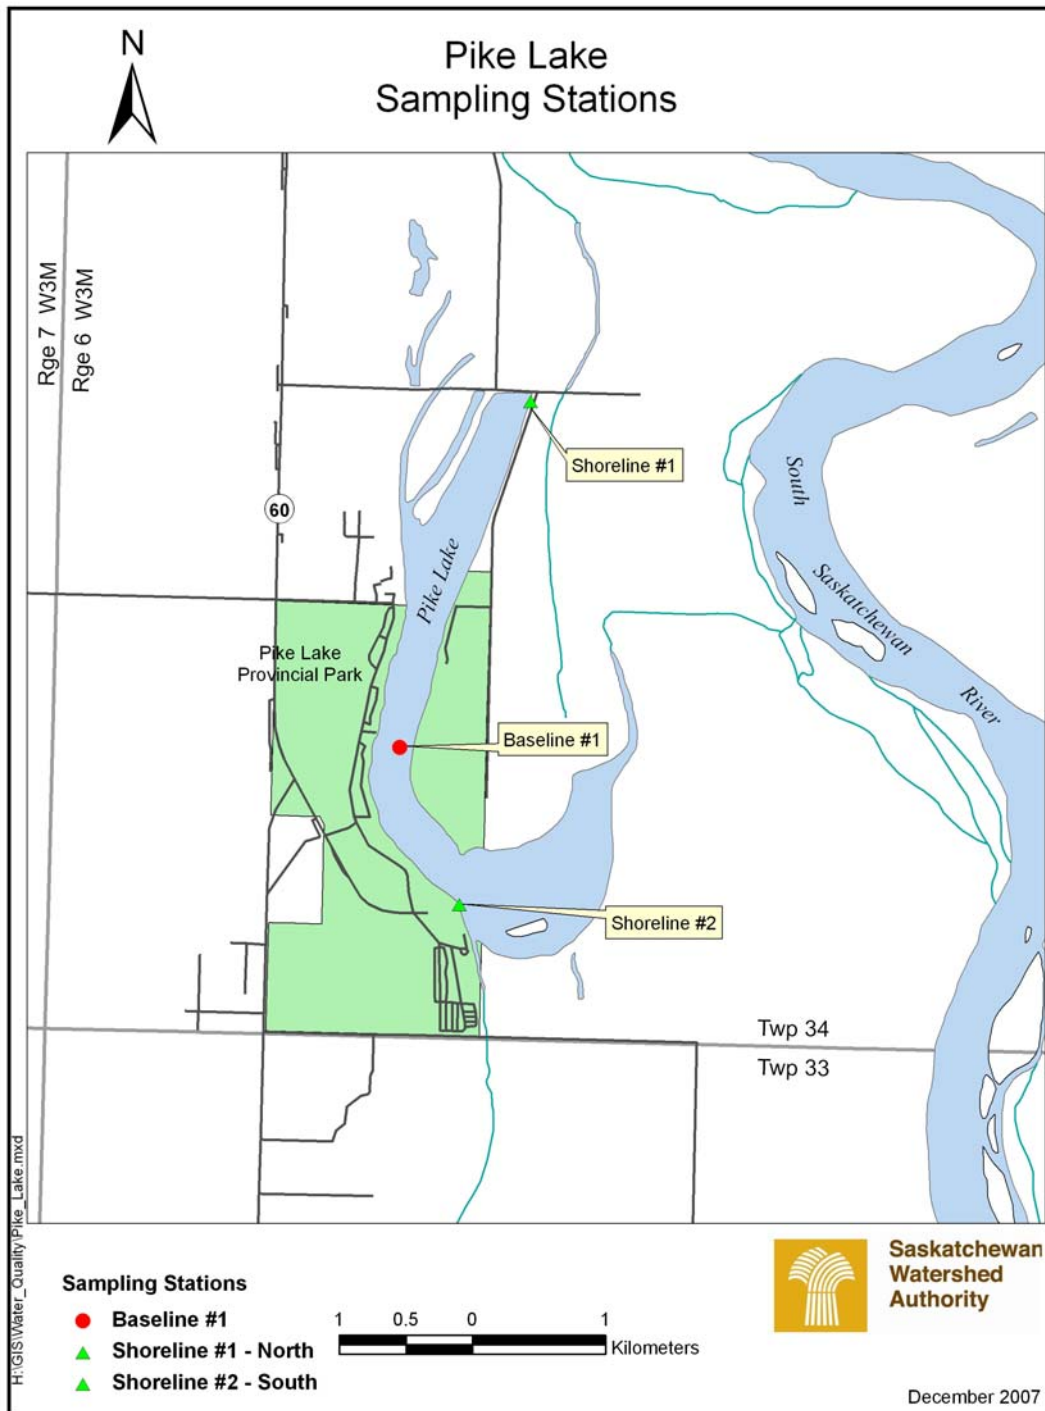 Pike Lake
Sampling Stations
N
Rge 7 W3M
Rge 6 W3M
Shoreline #1
60
Pike Lake
South
Saskatchewan
River
Pike Lake
Provincial Park
Baseline #1
Shoreline #2
Twp 34
Twp 33
H:\GIS\Water_Quality\Pike_Lake.mxd
Sampling Stations
Baseline #1
Shoreline #1 - North
Shoreline #2 - South
1 0.5 0 1
Kilometers
Saskatchewan
Watershed
Authority
December 2007